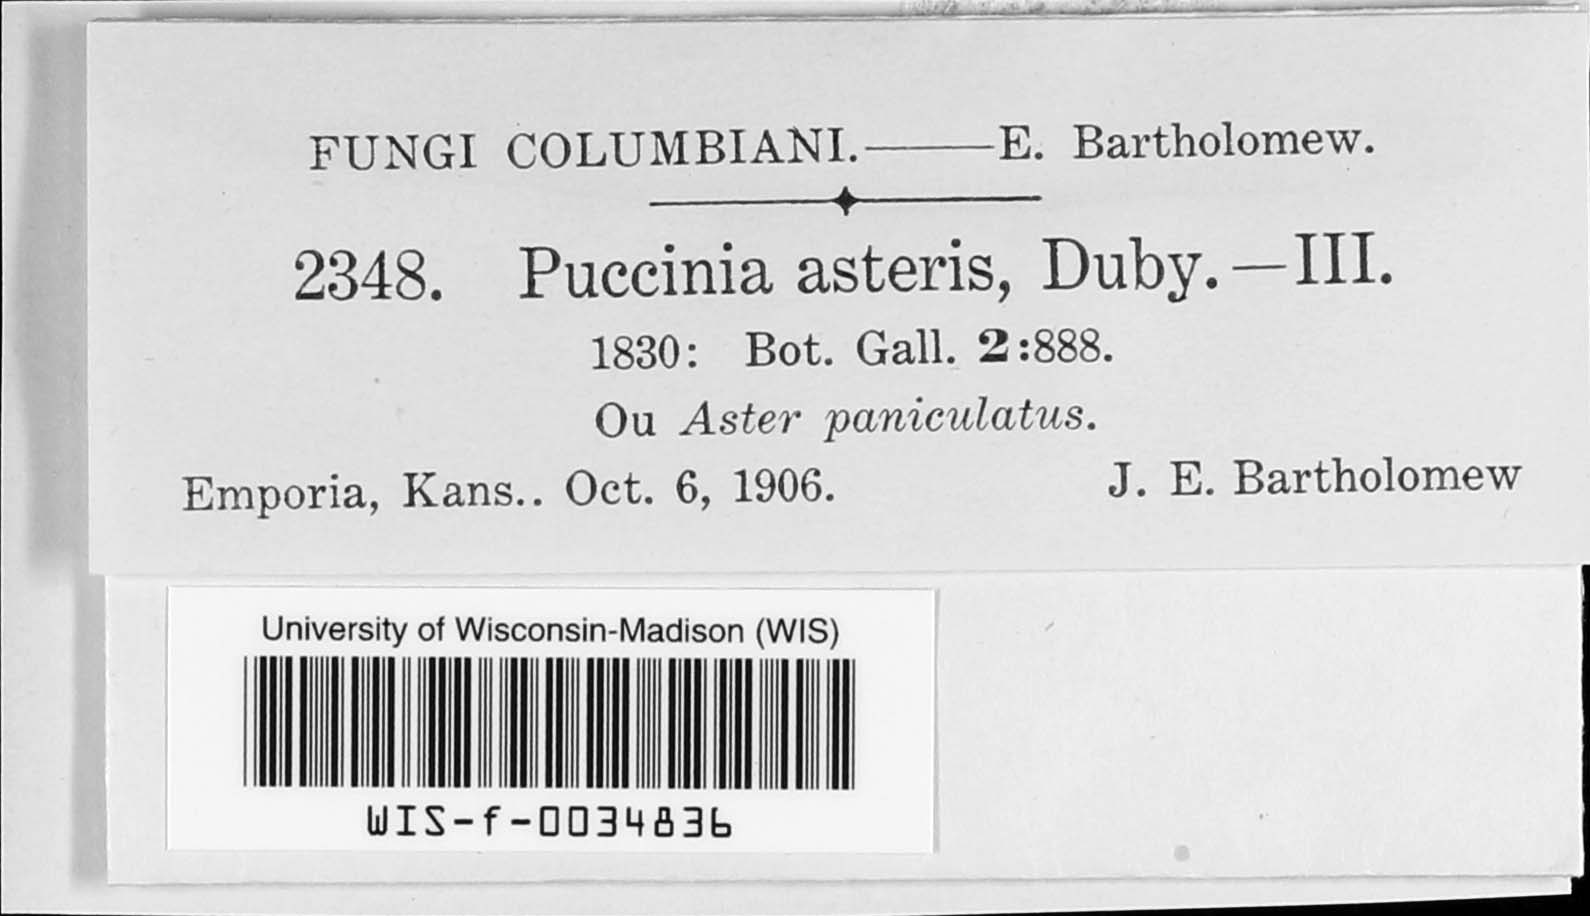 FUNGI COLUMBIANI.——E. Bartholomew.
2348. Puccinia asteris, Duby.—III.
1830: Bot. Gall. 2:888.
Ou Aster paniculatus.
Emporia, Kans.. Oct. 6, 1906. J. E. Bartholomew
University of Wisconsin-Madison (WIS)
WIS-f-0034836